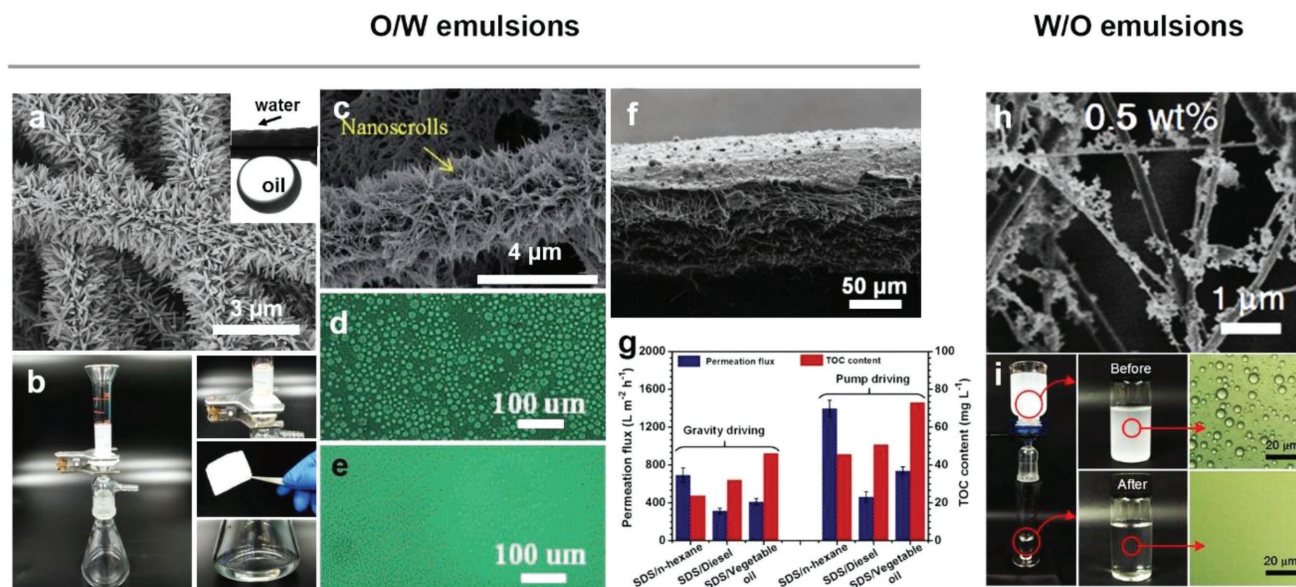 O/W emulsions
W/O emulsions
a
water
oil
3 μm
b
c
Nanoscrolls
4 μm
d
100 um
e
100 um
f
50 μm
g
Permeation flux
TOC content
Pump driving
Gravity driving
Permeation flux (L m⁻² h⁻¹)
2000
1600
1200
800
400
0
TOC content (mg L⁻¹)
100
80
60
40
20
0
SDS/n-hexane
SDS/Diesel
SDS/Vegetable
oil
SDS/n-hexane
SDS/Diesel
SDS/Vegetable
oil
h
0.5 wt%
1 μm
i
Before
20 μm
After
20 μm